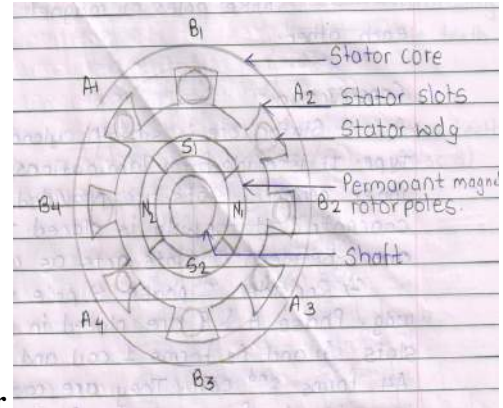 r
B1
Stator core
A1
A2 Stator slots
Stator wdg
S1
Permanant magn
B4 N2 N1 B2 rotor poles.
Shaft
S2
A4 A3
B3